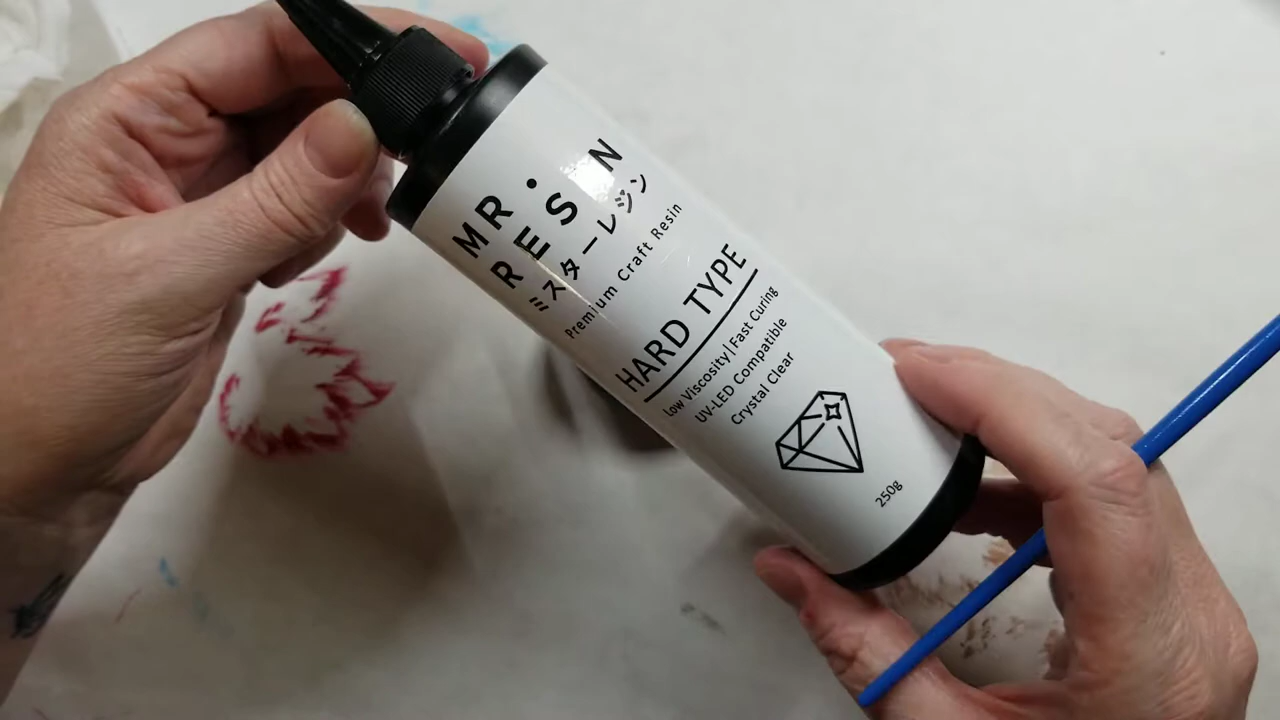 MR.
RESIN
ミスターレジン
Premium Craft Resin
HARD TYPE
Low Viscosity | Fast Curing
UV-LED Compatible
Crystal Clear
250g